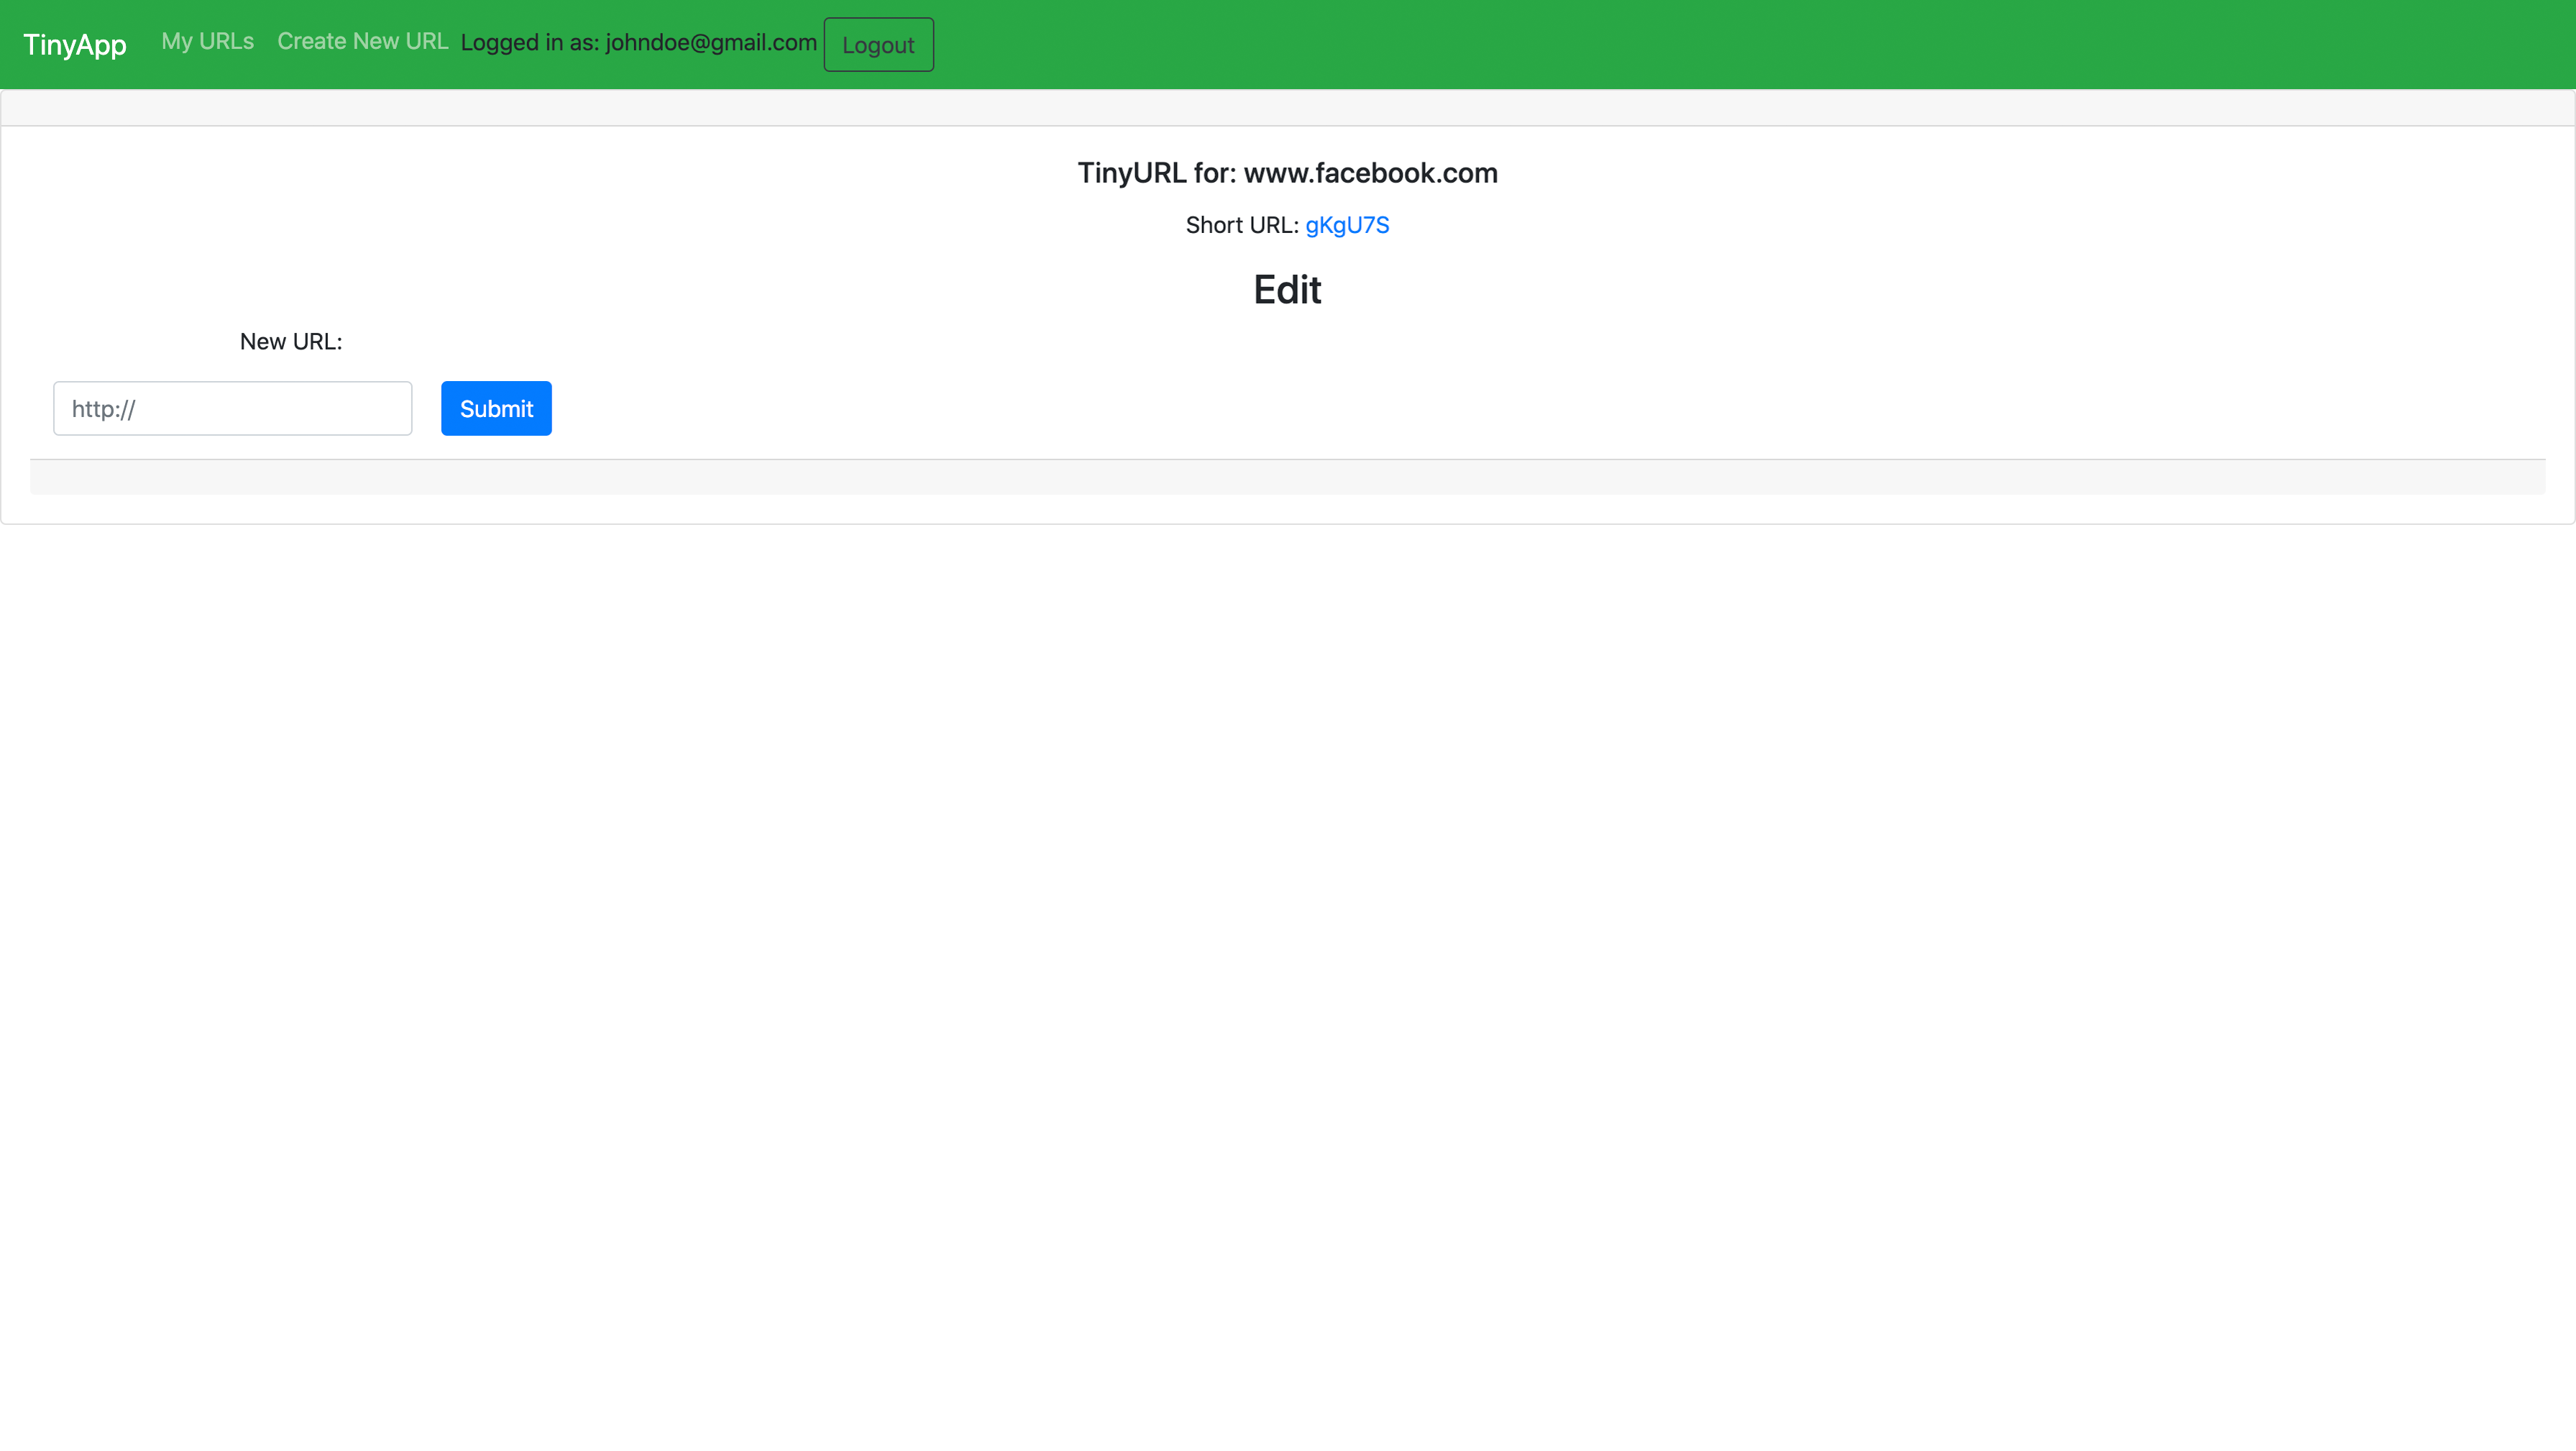 TinyApp My URLs Create New URL Logged in as: johndoe@gmail.com Logout
TinyURL for: www.facebook.com
Short URL: gKgU7S
Edit
New URL:
http:// Submit